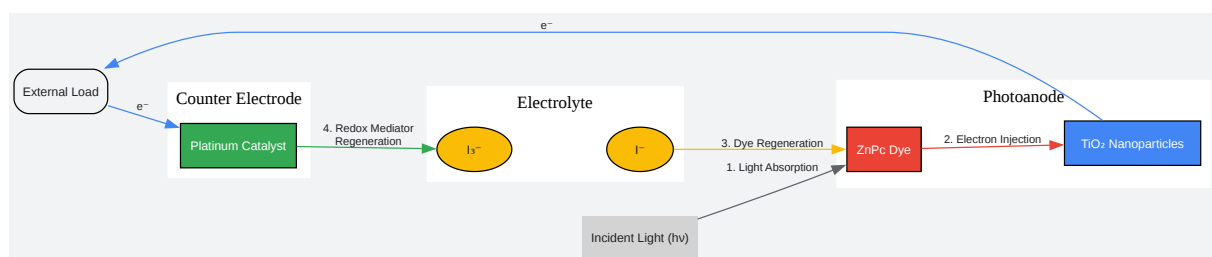 e⁻
External Load
e⁻
Counter Electrode
Platinum Catalyst
4. Redox Mediator
Regeneration
Electrolyte
I₃⁻
I⁻
3. Dye Regeneration
1. Light Absorption
Incident Light (hν)
Photoanode
ZnPc Dye
2. Electron Injection
TiO₂ Nanoparticles